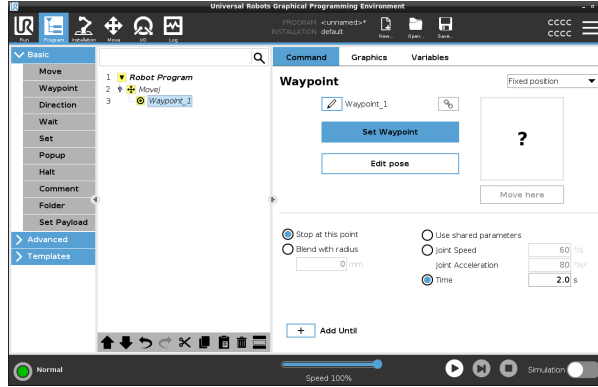 Universal Robots Graphical Programming Environment
Run
Program
Installation
Move
I/O
Log
PROGRAM <unnamed>*
INSTALLATION default
New...
Open...
Save...
CCCC
CCCC
Basic
Move
Waypoint
Direction
Wait
Set
Popup
Halt
Comment
Folder
Set Payload
Advanced
Templates
1 Robot Program
2 MoveJ
3 Waypoint_1
Command Graphics Variables
Waypoint
Fixed position
Waypoint_1
Set Waypoint
Edit pose
?
Move here
Stop at this point
Blend with radius
0 mm
Use shared parameters
Joint Speed 60 °/s
Joint Acceleration 80 °/s²
Time 2.0 s
+ Add Until
Normal
Speed 100%
Simulation